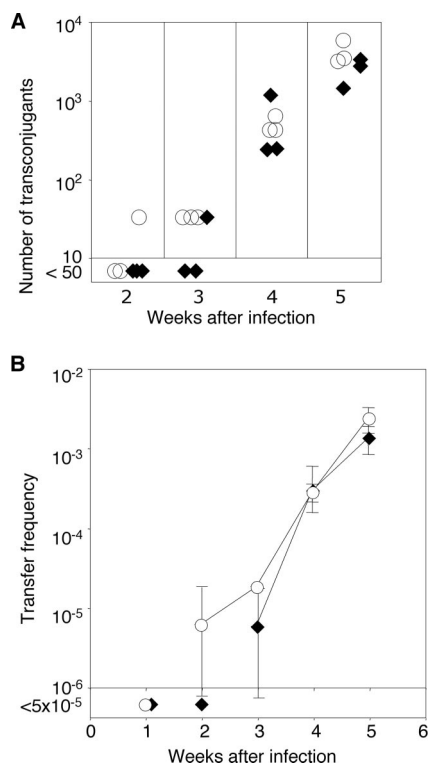 A
Number of transconjugants
10⁴
10³
10²
10
< 50
2 3 4 5
Weeks after infection
B
Transfer frequency
10⁻²
10⁻³
10⁻⁴
10⁻⁵
10⁻⁶
<5x10⁻⁵
0 1 2 3 4 5 6
Weeks after infection